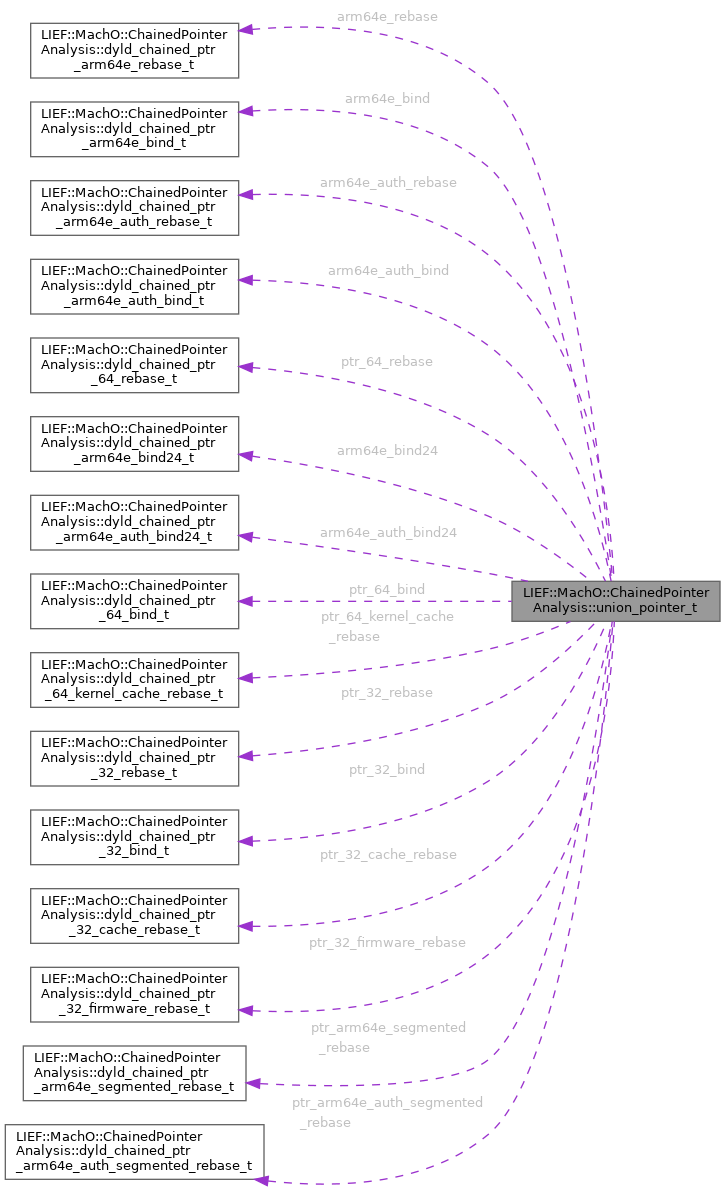 arm64e_rebase
LIEF::MachO::ChainedPointer
Analysis::dyld_chained_ptr
_arm64e_rebase_t
arm64e_bind
LIEF::MachO::ChainedPointer
Analysis::dyld_chained_ptr
_arm64e_bind_t
arm64e_auth_rebase
LIEF::MachO::ChainedPointer
Analysis::dyld_chained_ptr
_arm64e_auth_rebase_t
arm64e_auth_bind
LIEF::MachO::ChainedPointer
Analysis::dyld_chained_ptr
_arm64e_auth_bind_t
ptr_64_rebase
LIEF::MachO::ChainedPointer
Analysis::dyld_chained_ptr
_64_rebase_t
arm64e_bind24
LIEF::MachO::ChainedPointer
Analysis::dyld_chained_ptr
_arm64e_bind24_t
arm64e_auth_bind24
LIEF::MachO::ChainedPointer
Analysis::dyld_chained_ptr
_arm64e_auth_bind24_t
ptr_64_bind
LIEF::MachO::ChainedPointer
Analysis::dyld_chained_ptr
_64_bind_t
LIEF::MachO::ChainedPointer
Analysis::union_pointer_t
ptr_64_kernel_cache
_rebase
LIEF::MachO::ChainedPointer
Analysis::dyld_chained_ptr
_64_kernel_cache_rebase_t
ptr_32_rebase
LIEF::MachO::ChainedPointer
Analysis::dyld_chained_ptr
_32_rebase_t
ptr_32_bind
LIEF::MachO::ChainedPointer
Analysis::dyld_chained_ptr
_32_bind_t
ptr_32_cache_rebase
LIEF::MachO::ChainedPointer
Analysis::dyld_chained_ptr
_32_cache_rebase_t
ptr_32_firmware_rebase
LIEF::MachO::ChainedPointer
Analysis::dyld_chained_ptr
_32_firmware_rebase_t
ptr_arm64e_segmented
_rebase
LIEF::MachO::ChainedPointer
Analysis::dyld_chained_ptr
_arm64e_segmented_rebase_t
ptr_arm64e_auth_segmented
_rebase
LIEF::MachO::ChainedPointer
Analysis::dyld_chained_ptr
_arm64e_auth_segmented_rebase_t